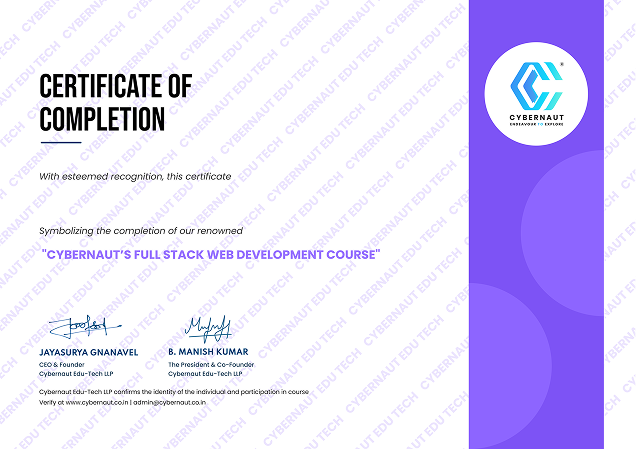 CERTIFICATE OF
COMPLETION
With esteemed recognition, this certificate
Symbolizing the completion of our renowned
"CYBERNAUT’S FULL STACK WEB DEVELOPMENT COURSE"
JAYASURYA GNANAVEL
CEO & Founder
Cybernaut Edu-Tech LLP
B. MANISH KUMAR
The President & Co-Founder
Cybernaut Edu-Tech LLP
Cybernaut Edu-Tech LLP confirms the identity of the individual and participation in course
Verify at www.cybernaut.co.in | admin@cybernaut.co.in
CYBERNAUT
ENDEAVOUR TO EXPLORE
CYBERNAUT EDU TECH